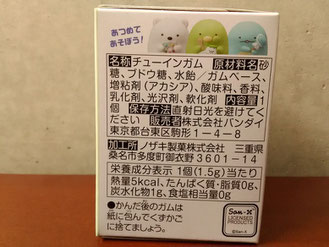 あつめて
あそぼう!
名称チューインガム 原材料名砂
糖、ブドウ糖、水飴/ガムベース、
増粘剤(アカシア)、酸味料、香料、
乳化剤、光沢剤、軟化剤 内容量1
個 保存方法直射日光を避けてく
ださい 販売者株式会社バンダイ
東京都台東区駒形1-4-8
加工所ノザキ製菓株式会社 三重県
桑名市多度町御衣野3601-14
栄養成分表示 1個(1.5g)当たり
熱量5kcal、たんぱく質・脂質0g、
炭水化物1g、食塩相当量0g
●かんだ後のガムは
紙に包んでくずかご
に捨てましょう。
San-X
LICENSED
PRODUCTS
©San-X